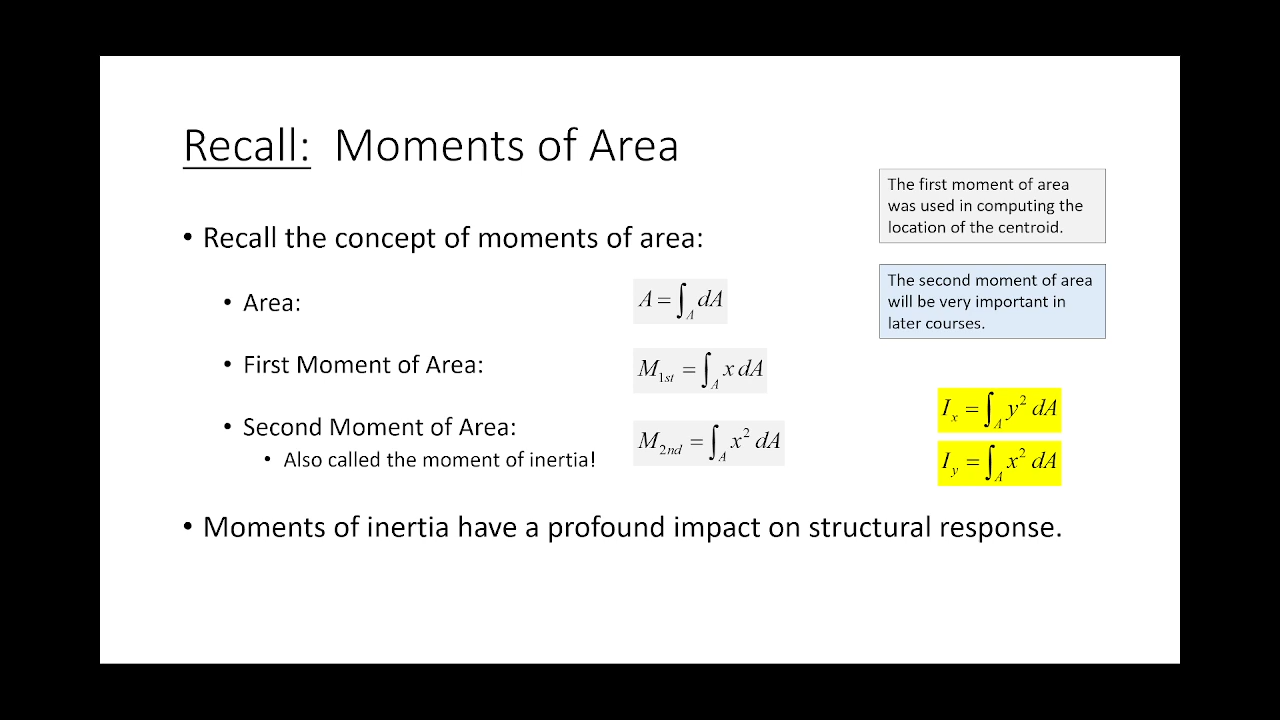 Recall: Moments of Area
The first moment of area
was used in computing the
location of the centroid.
• Recall the concept of moments of area:
The second moment of area
will be very important in
later courses.
• Area:
A = ∫_A dA
• First Moment of Area:
M_{1st} = ∫_A x dA
• Second Moment of Area:
M_{2nd} = ∫_A x² dA
• Also called the moment of inertia!
I_x = ∫_A y² dA
I_y = ∫_A x² dA
• Moments of inertia have a profound impact on structural response.